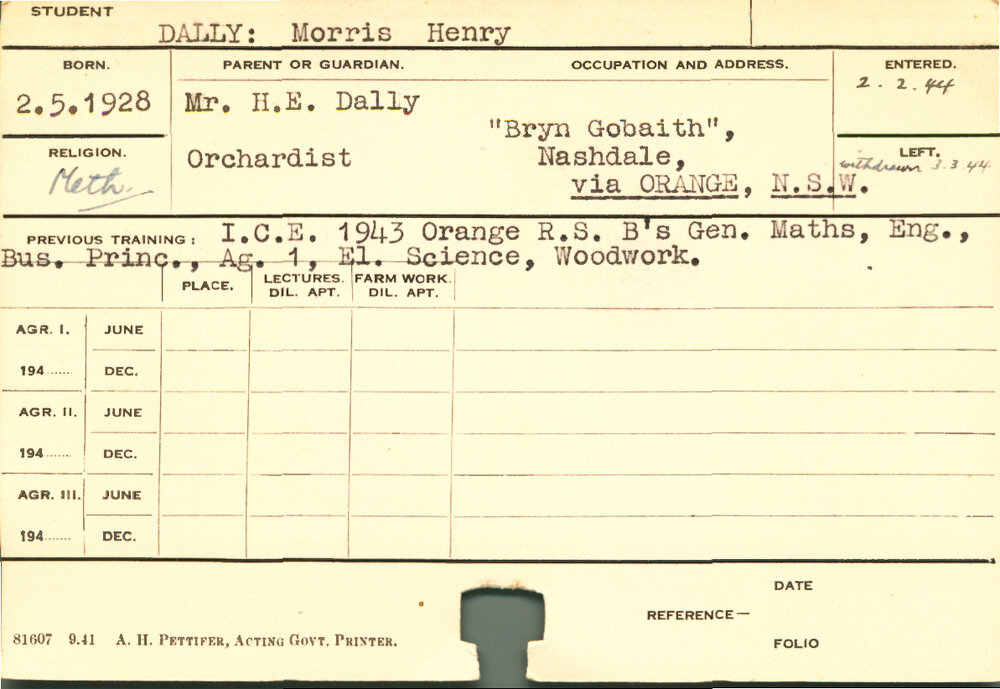 STUDENT
DALLY: Morris Henry
BORN. PARENT OR GUARDIAN. OCCUPATION AND ADDRESS. ENTERED.
2.5.1928 Mr. H.E. Dally 2. 2. 44
"Bryn Gobaith",
RELIGION. Orchardist Nashdale, LEFT.
Meth. via ORANGE, N.S.W. withdrawn 3.3.44
PREVIOUS TRAINING: I.C.E. 1943 Orange R.S. B's Gen. Maths, Eng.,
Bus. Princ., Ag. 1, El. Science, Woodwork.
PLACE. LECTURES. FARM WORK.
DIL. APT. DIL. APT.
AGR. I. JUNE
194...... DEC.
AGR. II. JUNE
194...... DEC.
AGR. III. JUNE
194...... DEC.
DATE
REFERENCE—
FOLIO
81607 9.41 A. H. PETTIFER, ACTING GOVT. PRINTER.